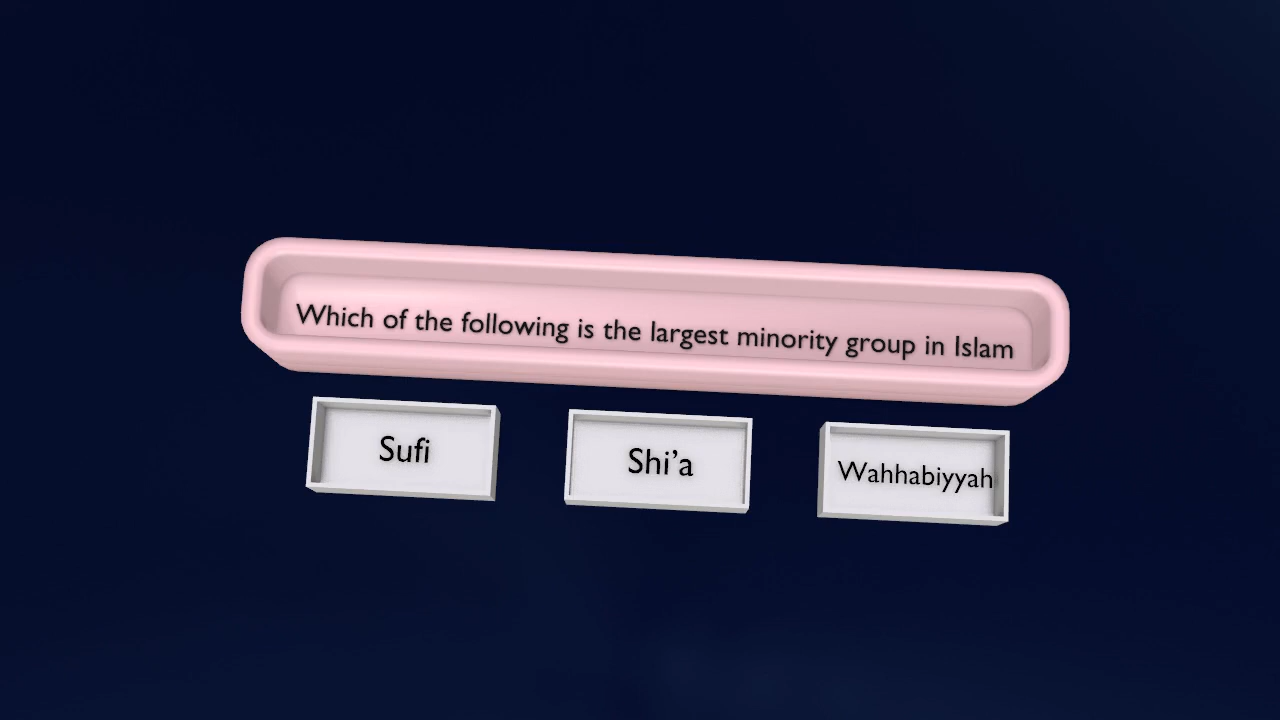 Which of the following is the largest minority group in Islam
Sufi
Shi’a
Wahhabiyyah